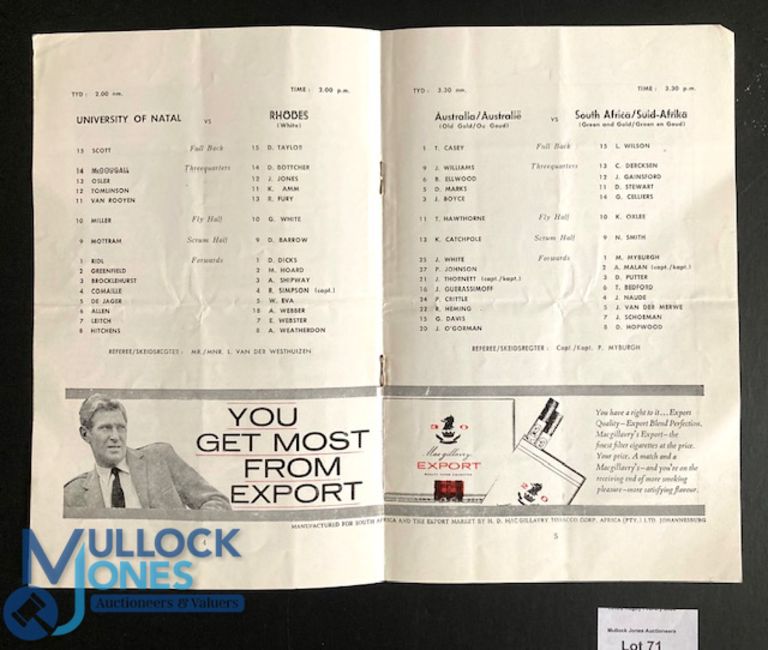 TYD : 2.00 nm. TIME : 2.00 p.m.
UNIVERSITY OF NATAL vs RHODES
(White)
15 SCOTT Full Back 15 D. TAYLOR
14 McDOUGALL Threequarters 14 D. BOTTCHER
13 OSLER 12 J. JONES
12 TOMLINSON 11 K. AMM
11 VAN ROOYEN 13 R. FURY
10 MILLER Fly Half 10 G. WHITE
9 MOTTRAM Scrum Half 9 D. BARROW
1 RIDL Forwards 1 D. DICKS
2 GREENFIELD 2 M. HOARD
3 BROCKLEHURST 3 A. SHIPWAY
4 COMAILLE 4 R. SIMPSON (capt.)
5 DE JAGER 5 W. EVA
6 ALLEN 18 A. WEBBER
7 LEITCH 7 E. WEBSTER
8 HITCHENS 8 A. WEATHERDON
REFEREE/SKEIDSREGTER : MR./MNR. L. VAN DER WESTHUIZEN
YOU
GET MOST
FROM
EXPORT
4
TYD : 3.30 nm. TIME : 3.30 p.m.
Australia/Australië vs South Africa/Suid-Afrika
(Old Gold/Ou Goud) (Green and Gold/Groen en Goud)
1 T. CASEY Full Back 15 L. WILSON
9 J. WILLIAMS Threequarters 13 C. DERCKSEN
6 B. ELLWOOD 12 J. GAINSFORD
5 D. MARKS 11 D. STEWART
3 J. BOYCE 14 G. CELLIERS
11 T. HAWTHORNE Fly Half 10 K. OXLEE
13 K. CATCHPOLE Scrum Half 9 N. SMITH
25 J. WHITE Forwards 1 M. MYBURGH
27 P. JOHNSON 2 A. MALAN (capt./kapt.)
21 J. THORNETT (capt./kapt.) 3 D. PUTTER
16 J. GUERASSIMOFF 6 T. BEDFORD
24 P. CRITTLE 4 J. NAUDE
22 R. HEMING 5 J. VAN DER MERWE
15 G. DAVIS 7 J. SCHOEMAN
20 J. O'GORMAN 8 D. HOPWOOD
REFEREE/SKEIDSREGTER : Capt./Kapt. P. MYBURGH
30
Macgillavry
EXPORT
You have a right to it... Export
Quality—Export Blend Perfection.
Macgillavry's Export—the
finest filter cigarettes at the price.
Your price. A match and a
Macgillavry's—and you're on the
receiving end of more smoking
pleasure—more satisfying flavour.
MANUFACTURED FOR SOUTH AFRICA AND THE EXPORT MARKET BY H. D. MACGILLAVRY TOBACCO CORP. AFRICA (PTY.) LTD. JOHANNESBURG
5
MULLOCK
JONES
Auctioneers & Valuers
Mullock Jones Auctioneers
Lot 71